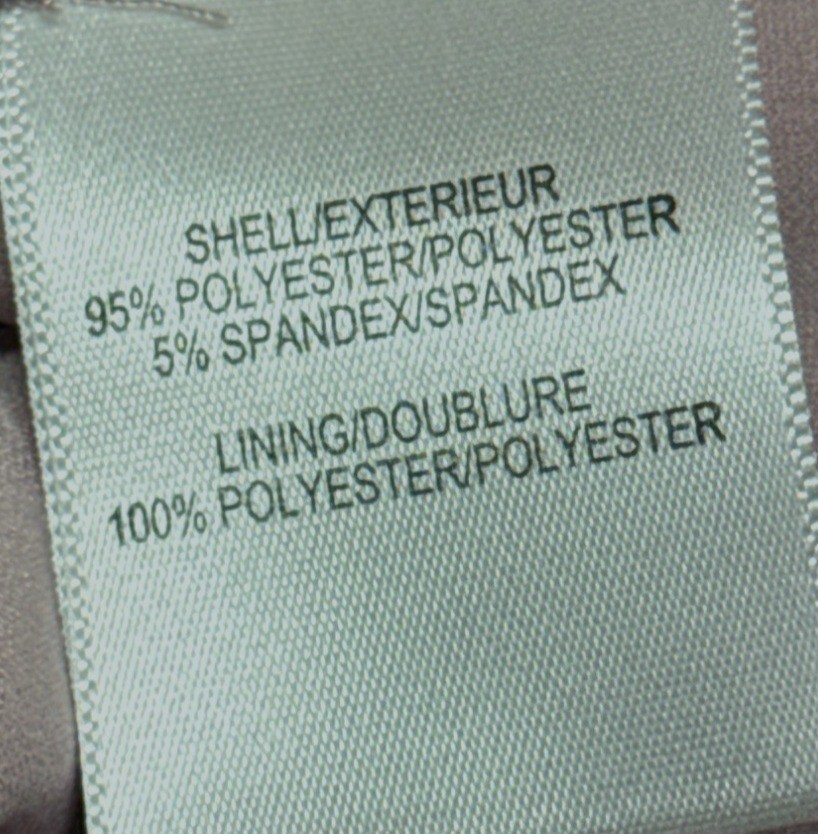 SHELL/EXTERIEUR
95% POLYESTER/POLYESTER
5% SPANDEX/SPANDEX
LINING/DOUBLURE
100% POLYESTER/POLYESTER